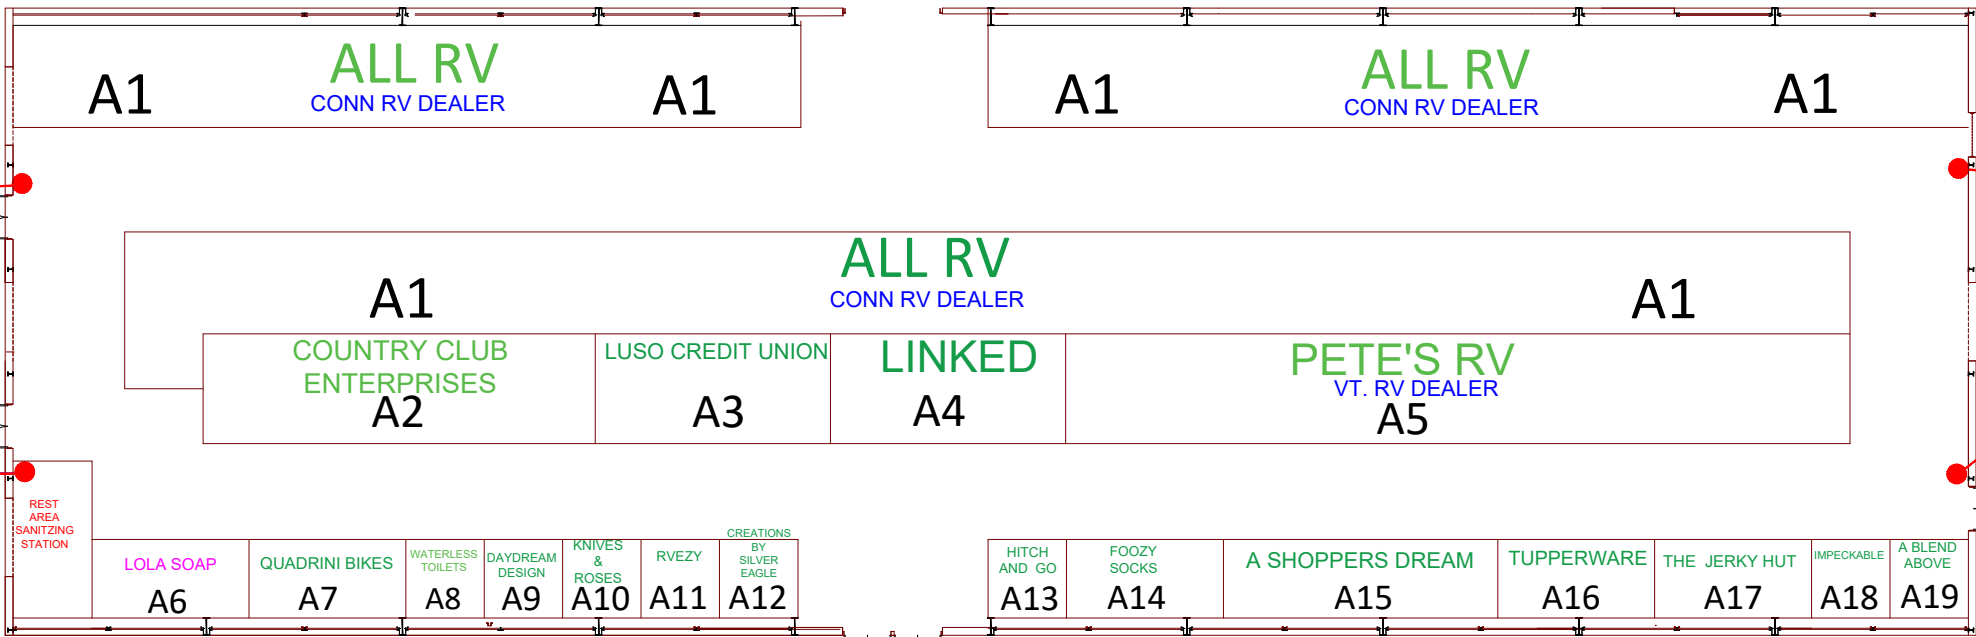 ALL RV
CONN RV DEALER
A1
A1
ALL RV
CONN RV DEALER
A1
A1
ALL RV
CONN RV DEALER
A1
A1
COUNTRY CLUB
ENTERPRISES
A2
LUSO CREDIT UNION
A3
LINKED
A4
PETE'S RV
VT. RV DEALER
A5
REST
AREA
SANITZING
STATION
LOLA SOAP
A6
QUADRINI BIKES
A7
WATERLESS
TOILETS
A8
DAYDREAM
DESIGN
A9
KNIVES
&
ROSES
A10
RVEZY
A11
CREATIONS
BY
SILVER
EAGLE
A12
HITCH
AND GO
A13
FOOZY
SOCKS
A14
A SHOPPERS DREAM
A15
TUPPERWARE
A16
THE JERKY HUT
A17
IMPECKABLE
A18
A BLEND
ABOVE
A19